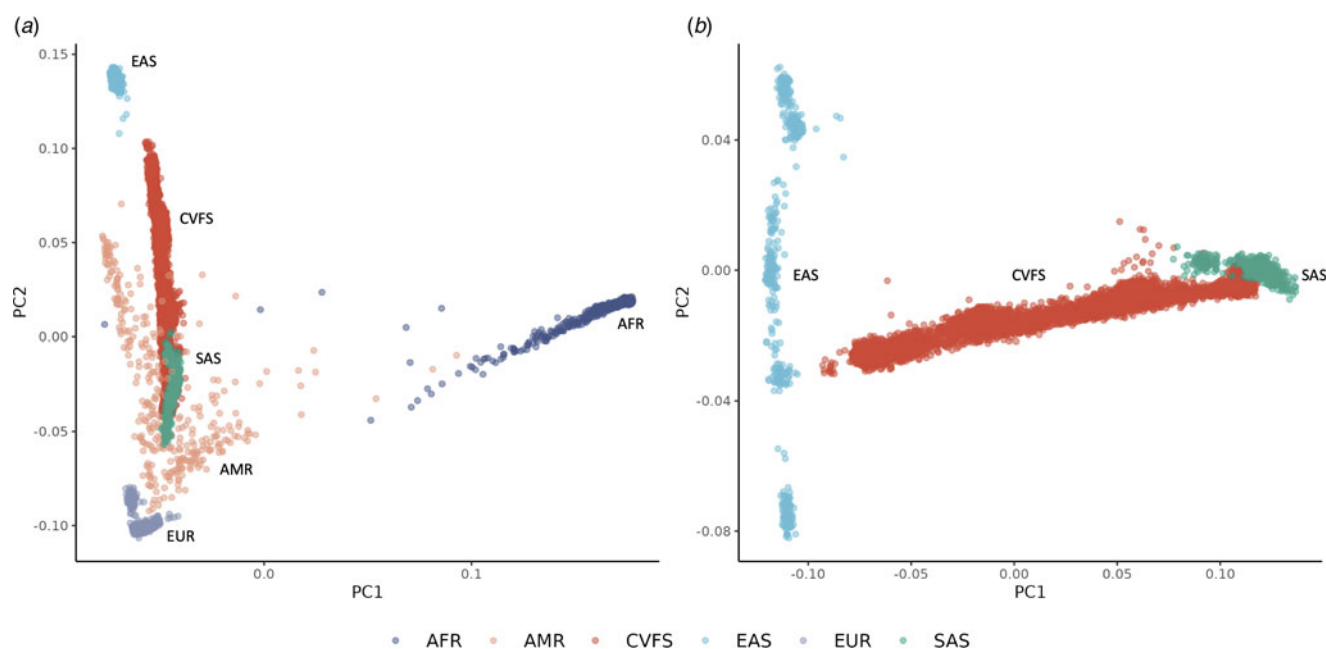 (a)
0.15
0.10
0.05
0.00
-0.05
-0.10
PC2
EAS
CVFS
SAS
AMR
EUR
AFR
0.0
0.1
PC1
(b)
0.04
0.00
-0.04
-0.08
PC2
EAS
CVFS
SAS
-0.10
-0.05
0.00
0.05
0.10
PC1
AFR AMR CVFS EAS EUR SAS